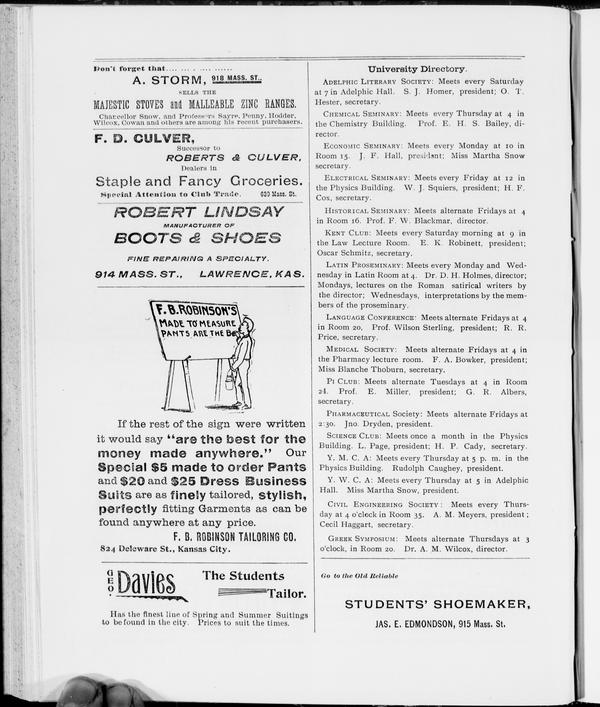 Don't forget that.... ... . .... ......
A. STORM, 918 MASS. ST.,
SELLS THE
MAJESTIC STOVES and MALLEABLE ZINC RANGES.
Chancellor Snow, and Professors Sayre, Penny, Hodder,
Wilcox, Cowan and others are among his recent purchasers.
F. D. CULVER,
Successor to
ROBERTS & CULVER,
Dealers in
Staple and Fancy Groceries.
Special Attention to Club Trade. 639 Mass. St.
ROBERT LINDSAY
MANUFACTURER OF
BOOTS & SHOES
FINE REPAIRING A SPECIALTY.
914 MASS. ST., LAWRENCE, KAS.
F. B. ROBINSON'S
MADE TO MEASURE
PANTS ARE THE BE
If the rest of the sign were written
it would say "are the best for the
money made anywhere." Our
Special $5 made to order Pants
and $20 and $25 Dress Business
Suits are as finely tailored, stylish,
perfectly fitting Garments as can be
found anywhere at any price.
F. B. ROBINSON TAILORING CO.
824 Deleware St., Kansas City.
GEO. Davies The Students
Tailor.
Has the finest line of Spring and Summer Suitings
to be found in the city. Prices to suit the times.
University Directory.
ADELPHIC LITERARY SOCIETY: Meets every Saturday
at 7 in Adelphic Hall. S. J. Homer, president; O. T.
Hester, secretary.
CHEMICAL SEMINARY: Meets every Thursday at 4 in
the Chemistry Building. Prof. E. H. S. Bailey, di-
rector.
ECONOMIC SEMINARY: Meets every Monday at 10 in
Room 15. J. F. Hall, president; Miss Martha Snow
secretary.
ELECTRICAL SEMINARY: Meets every Friday at 12 in
the Physics Building. W. J. Squiers, president; H. F.
Cox, secretary.
HISTORICAL SEMINARY: Meets alternate Fridays at 4
in Room 16. Prof. F. W. Blackmar, director.
KENT CLUB: Meets every Saturday morning at 9 in
the Law Lecture Room. E. K. Robinett, president;
Oscar Schmitz, secretary.
LATIN PROSEMINARY: Meets every Monday and Wed-
nesday in Latin Room at 4. Dr. D. H. Holmes, director;
Mondays, lectures on the Roman satirical writers by
the director; Wednesdays, interpretations by the mem-
bers of the proseminary.
LANGUAGE CONFERENCE: Meets alternate Fridays at 4
in Room 20, Prof. Wilson Sterling, president; R. R.
Price, secretary.
MEDICAL SOCIETY: Meets alternate Fridays at 4 in
the Pharmacy lecture room. F. A. Bowker, president;
Miss Blanche Thoburn, secretary.
PI CLUB: Meets alternate Tuesdays at 4 in Room
24. Prof. E. Miller, president; G. R. Albers,
secretary.
PHARMACEUTICAL Society: Meets alternate Fridays at
2:30. Jno. Dryden, president.
SCIENCE CLUB: Meets once a month in the Physics
Building. L. Page, president; H. P. Cady, secretary.
Y. M. C. A: Meets every Thursday at 5 p. m. in the
Physics Building. Rudolph Caughey, president.
Y. W. C. A: Meets every Thursday at 5 in Adelphic
Hall. Miss Martha Snow, president.
CIVIL ENGINEERING SOCIETY: Meets every Thurs-
day at 4 o'clock in Room 35. A. M. Meyers, president;
Cecil Haggart, secretary.
GREEK SYMPOSIUM: Meets alternate Thursdays at 3
o'clock, in Room 20. Dr. A. M. Wilcox, director.
Go to the Old Reliable
STUDENTS' SHOEMAKER,
JAS. E. EDMONDSON, 915 Mass. St.